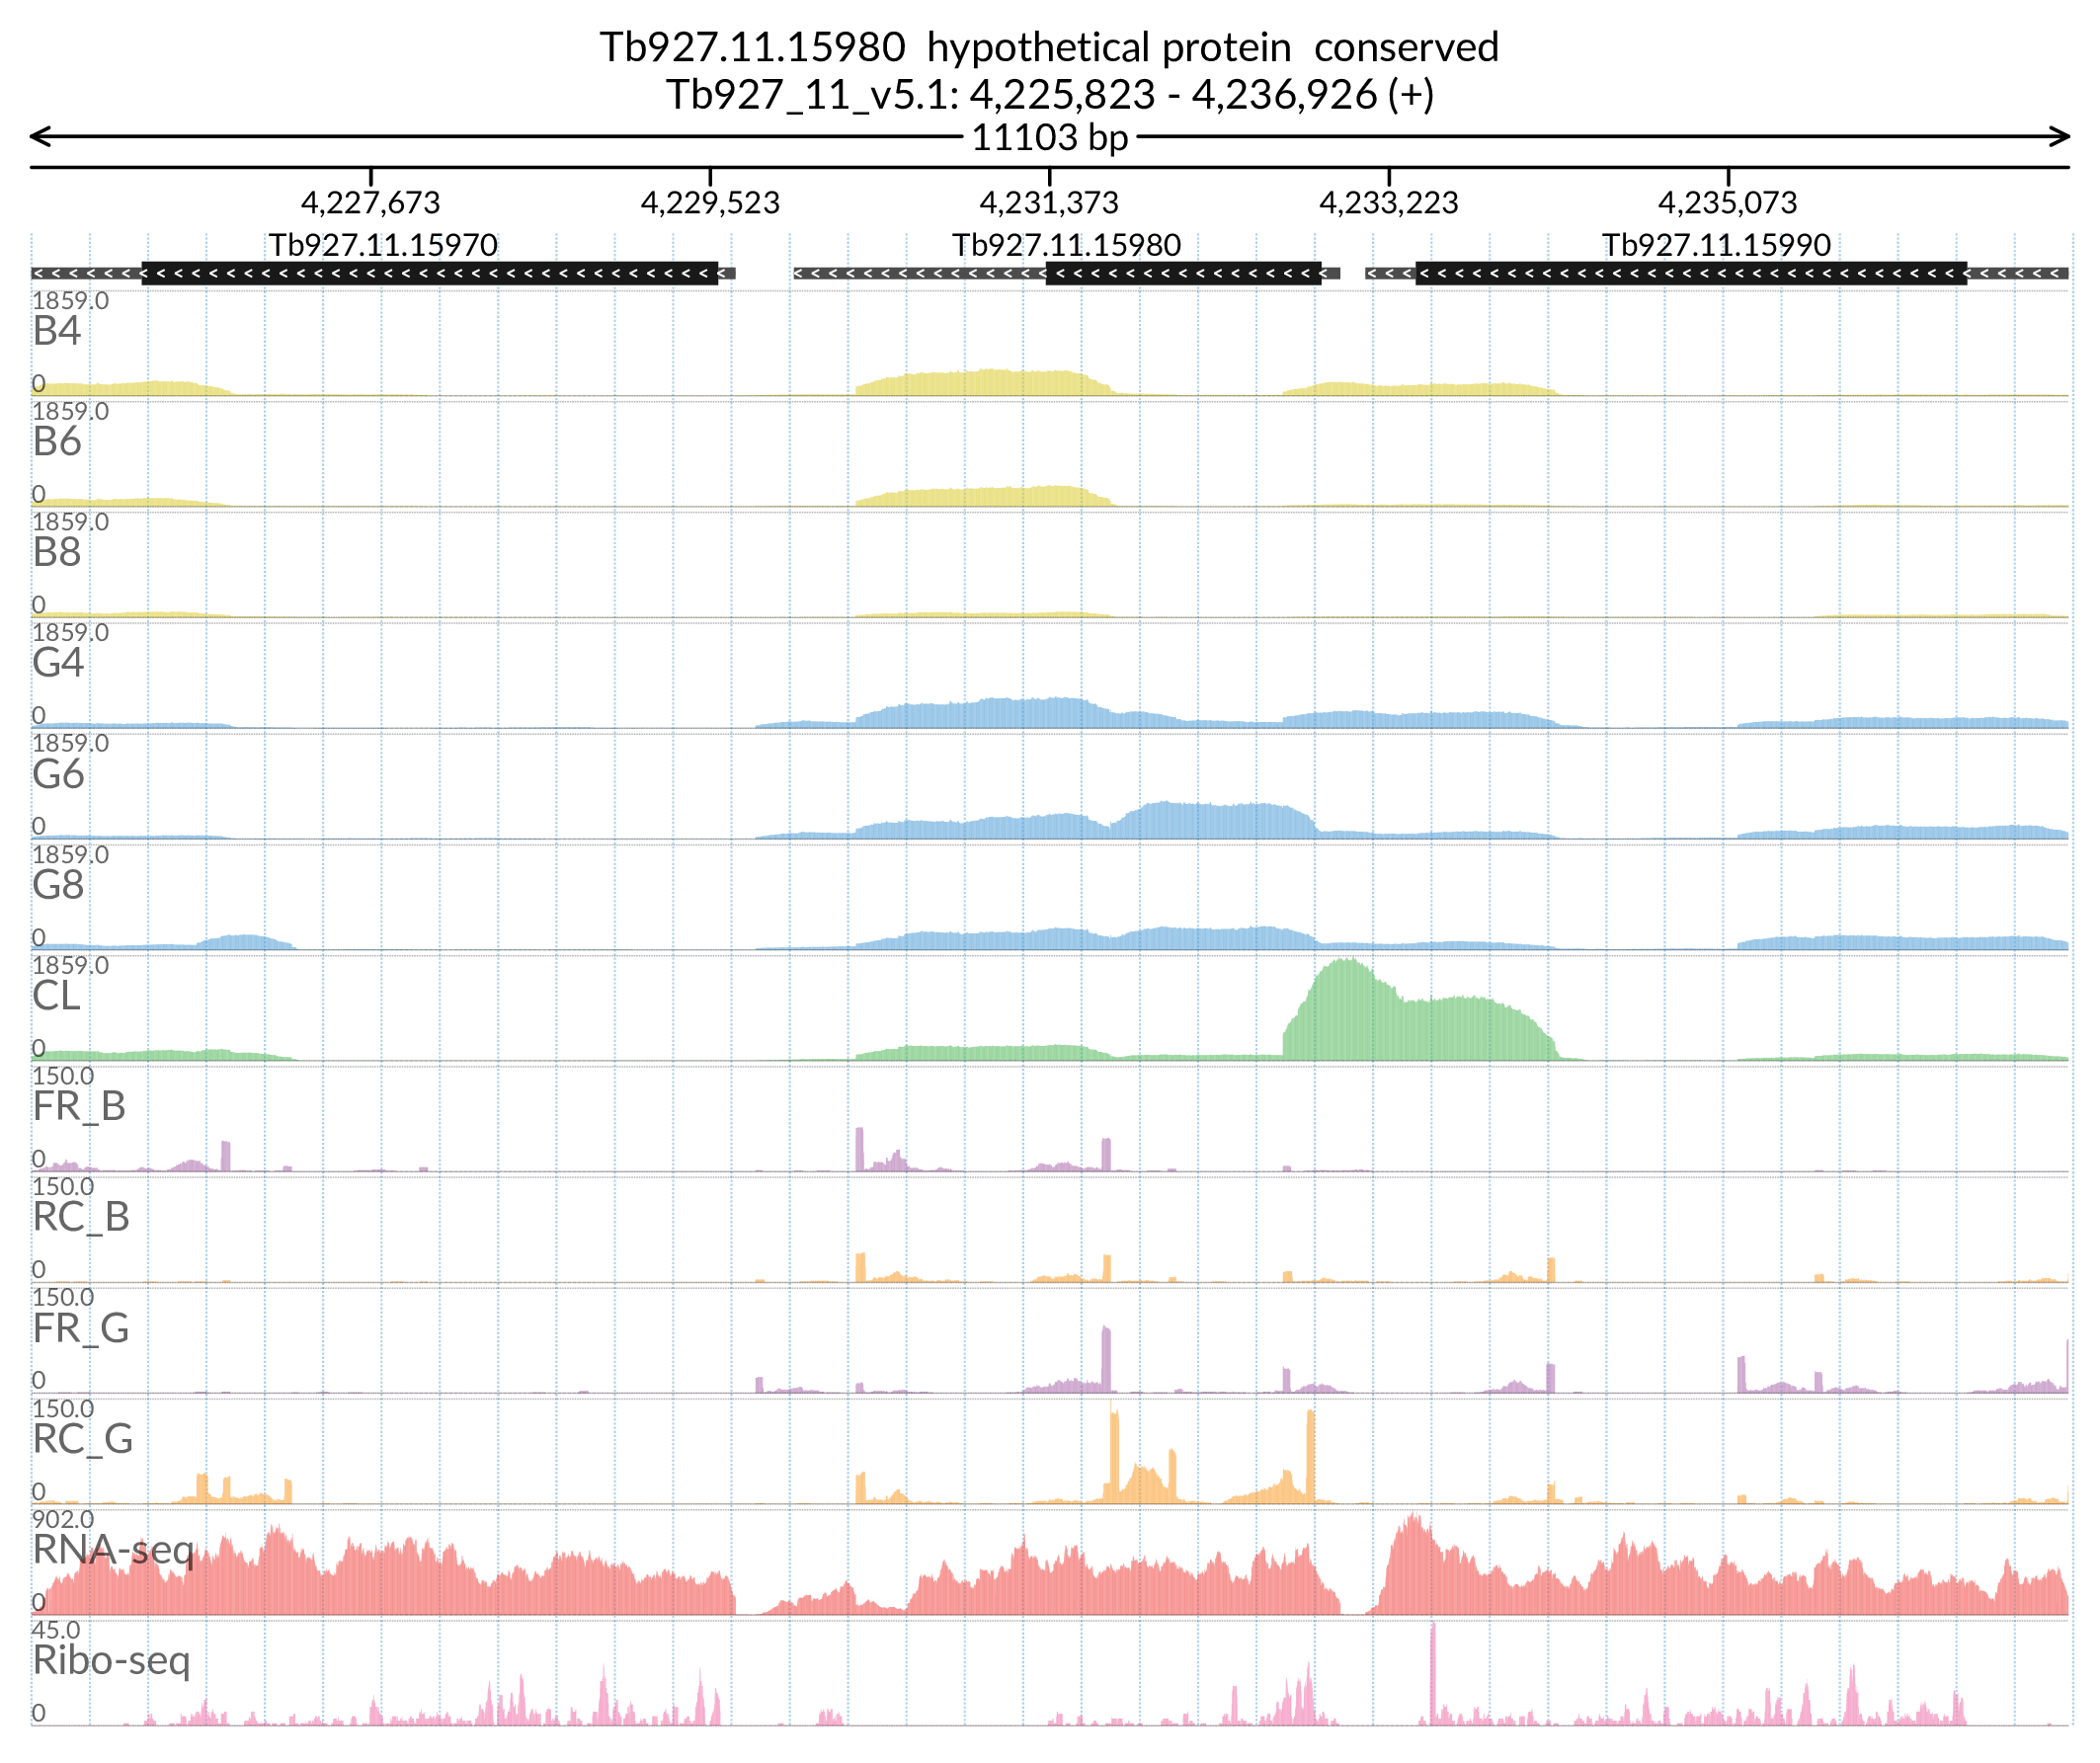 Tb927.11.15980  hypothetical protein  conserved
Tb927_11_v5.1: 4,225,823 - 4,236,926 (+)
11103 bp
4,227,673 4,229,523 4,231,373 4,233,223 4,235,073
Tb927.11.15970 Tb927.11.15980 Tb927.11.15990
1859.0
B4
0
1859.0
B6
0
1859.0
B8
0
1859.0
G4
0
1859.0
G6
0
1859.0
G8
0
1859.0
CL
0
150.0
FR_B
0
150.0
RC_B
0
150.0
FR_G
0
150.0
RC_G
0
902.0
RNA-seq
0
45.0
Ribo-seq
0